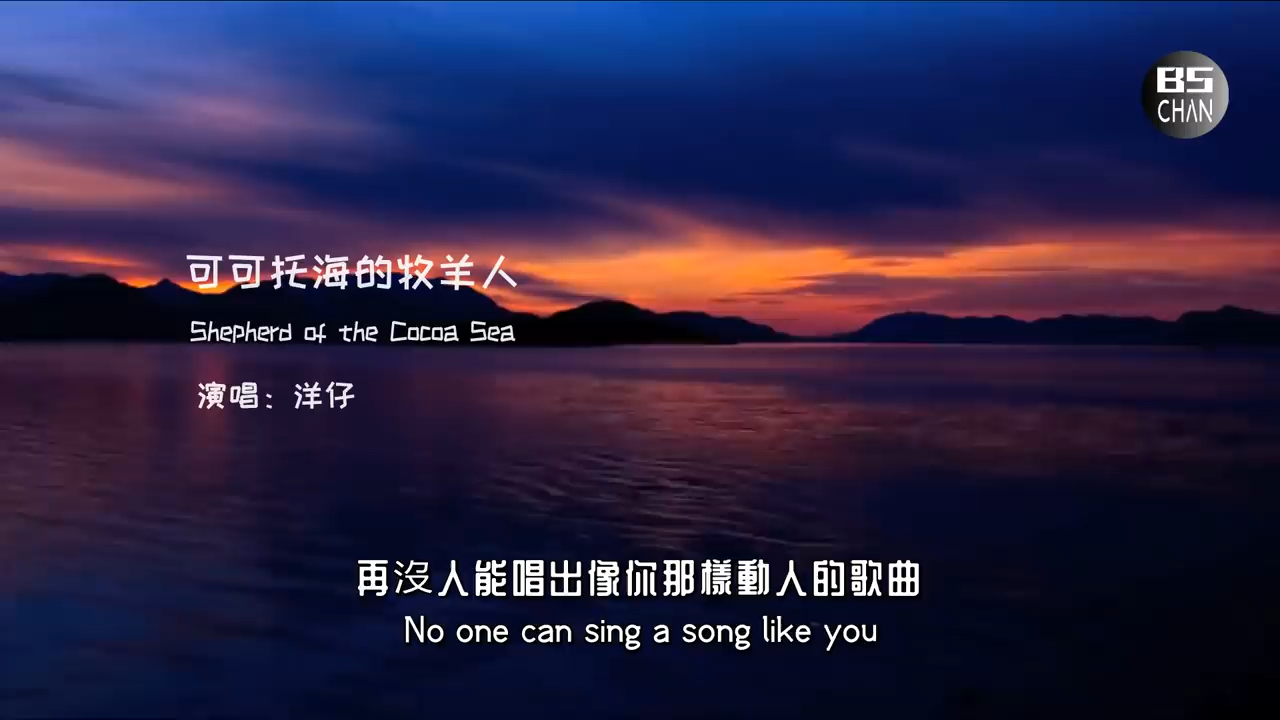 BS
CHAN
可可托海的牧羊人
Shepherd of the Cocoa Sea
演唱：洋仔
再沒人能唱出像你那樣動人的歌曲
No one can sing a song like you